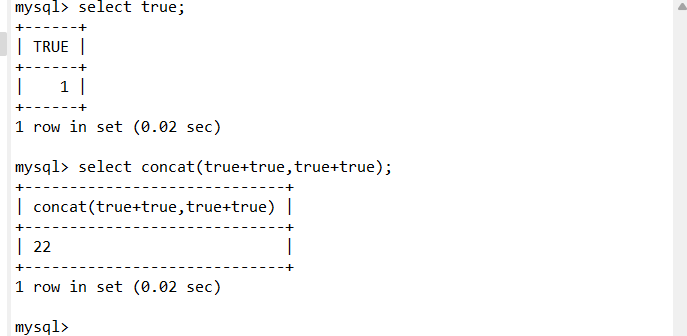 mysql> select true;
+------+
| TRUE |
+------+
|    1 |
+------+
1 row in set (0.02 sec)
mysql> select concat(true+true,true+true);
+-----------------------------+
| concat(true+true,true+true) |
+-----------------------------+
| 22                          |
+-----------------------------+
1 row in set (0.02 sec)
mysql>